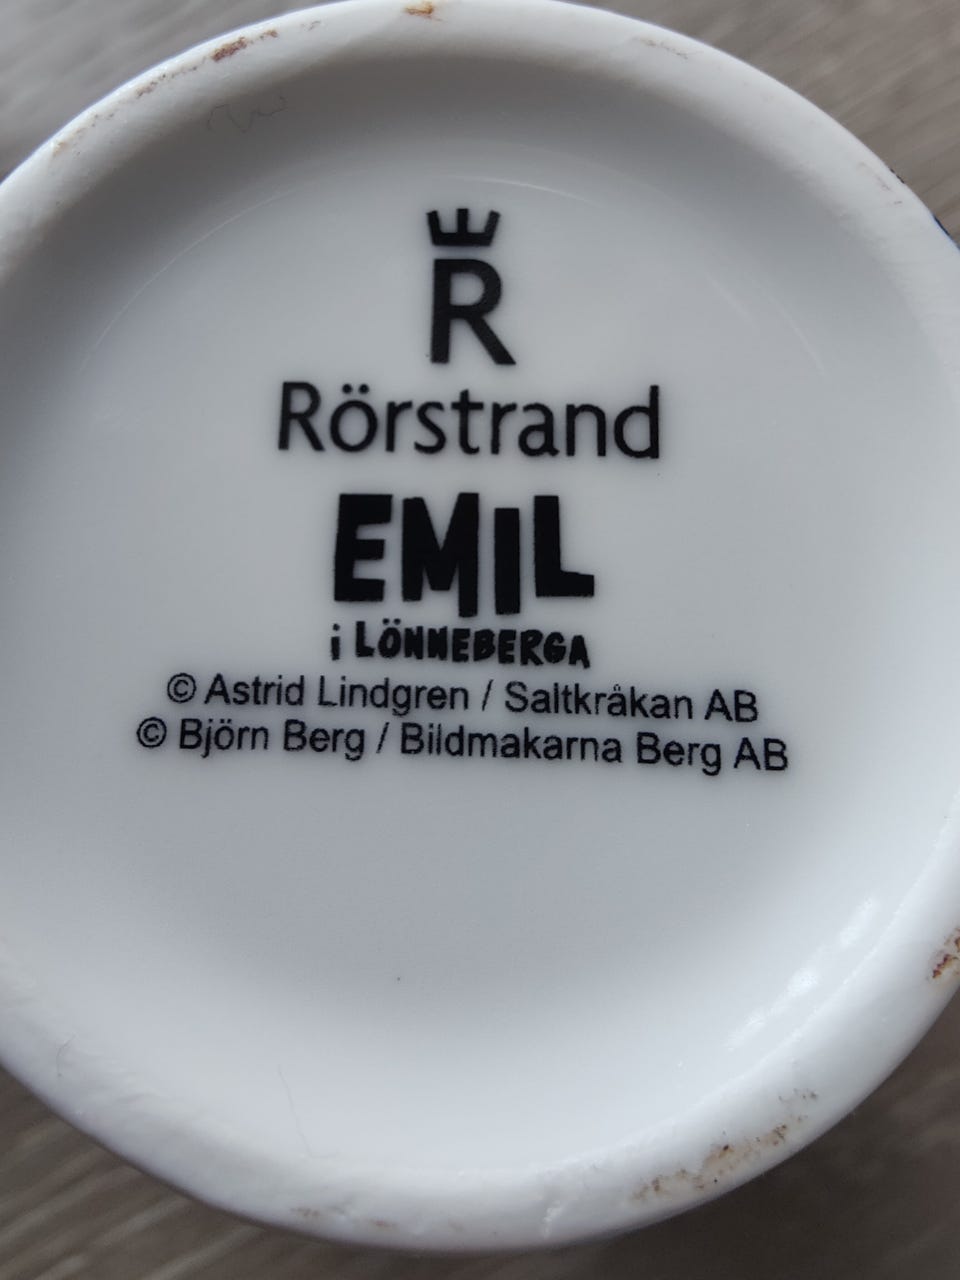 R
Rörstrand
EMIL
i LÖNNEBERGA
© Astrid Lindgren / Saltkråkan AB
© Björn Berg / Bildmakarna Berg AB